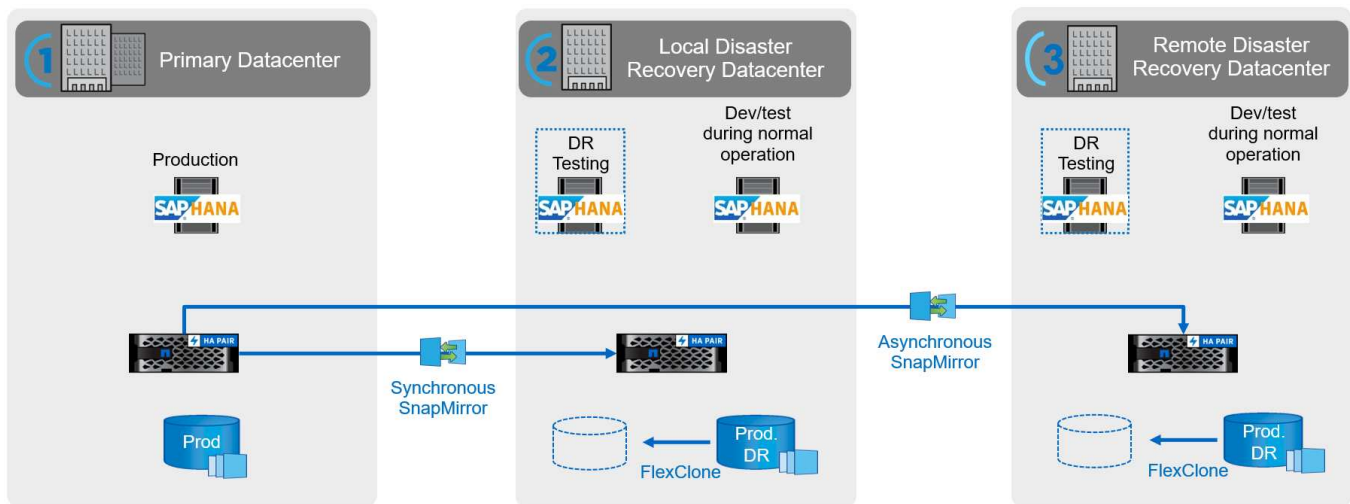 1
Primary Datacenter
2
Local Disaster
Recovery Datacenter
3
Remote Disaster
Recovery Datacenter
Production
SAP HANA
DR
Testing
SAP HANA
Dev/test
during normal
operation
SAP HANA
DR
Testing
SAP HANA
Dev/test
during normal
operation
SAP HANA
HA PAIR
Synchronous
SnapMirror
HA PAIR
Asynchronous
SnapMirror
HA PAIR
Prod
FlexClone
Prod.
DR
FlexClone
Prod.
DR